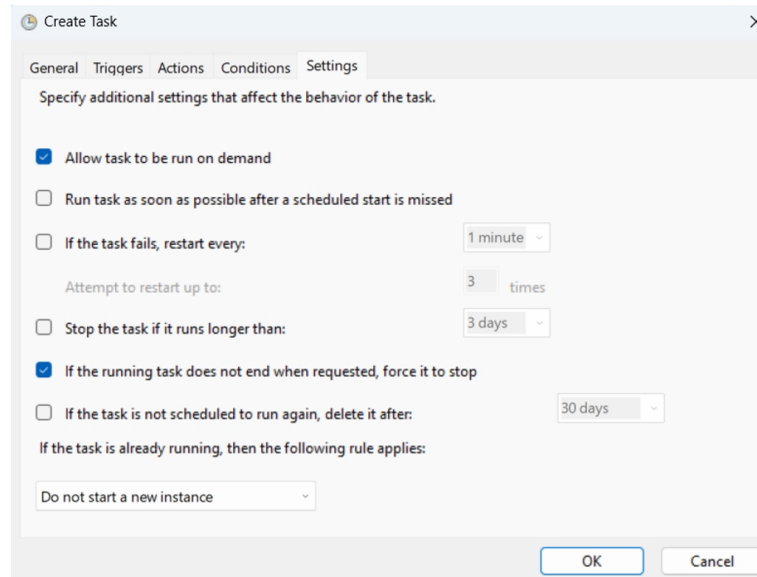 Create Task
General Triggers Actions Conditions Settings
Specify additional settings that affect the behavior of the task.
Allow task to be run on demand
Run task as soon as possible after a scheduled start is missed
If the task fails, restart every: 1 minute
Attempt to restart up to: 3 times
Stop the task if it runs longer than: 3 days
If the running task does not end when requested, force it to stop
If the task is not scheduled to run again, delete it after: 30 days
If the task is already running, then the following rule applies:
Do not start a new instance
OK Cancel